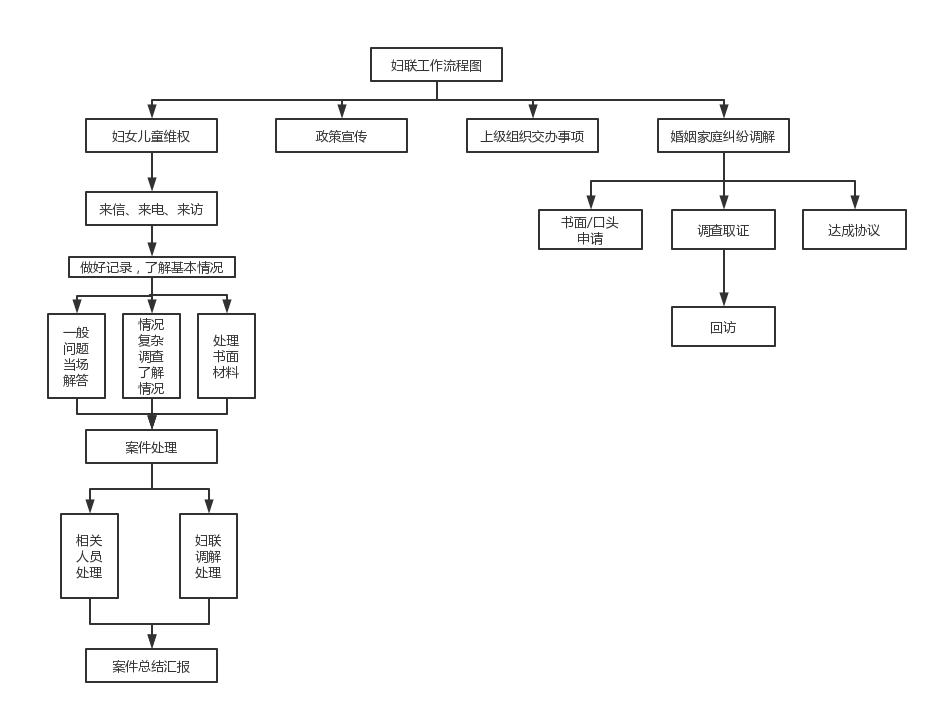 妇联工作流程图
妇女儿童维权
政策宣传
上级组织交办事项
婚姻家庭纠纷调解
来信、来电、来访
书面/口头
申请
调查取证
达成协议
做好记录，了解基本情况
回访
一般
问题
当场
解答
情况
复杂
调查
了解
情况
处理
书面
材料
案件处理
相关
人员
处理
妇联
调解
处理
案件总结汇报